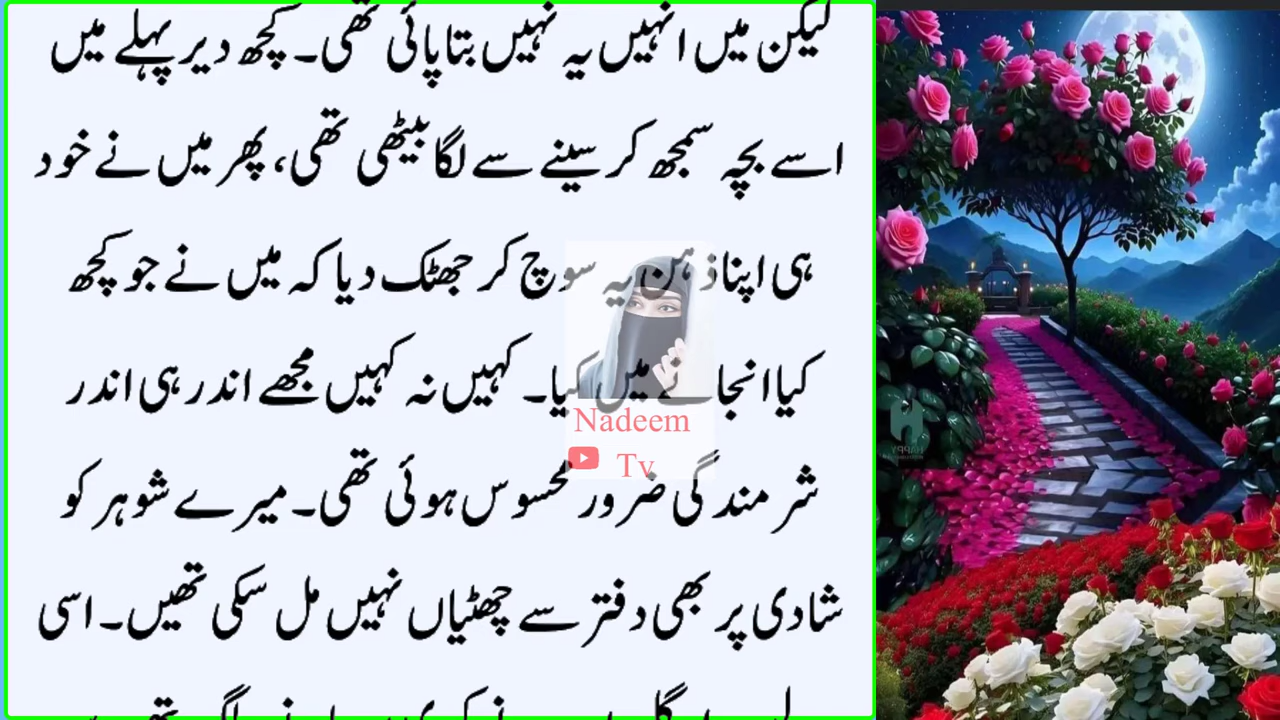 لیکن میں انہیں یہ نہیں بتا پائی تھی۔ کچھ دیر پہلے میں
اسے بچہ سمجھ کر سینے سے لگا بیٹھی تھی، پھر میں نے خود
ہی اپنا ذہن یہ سوچ کر جھٹک دیا کہ میں نے جو کچھ
کیا انجانے میں کیا۔ کہیں نہ کہیں مجھے اندر ہی اندر
شرمندگی ضرور محسوس ہوئی تھی۔ میرے شوہر کو
شادی پر بھی دفتر سے چھٹیاں نہیں مل سکی تھیں۔ اسی
Nadeem
Tv